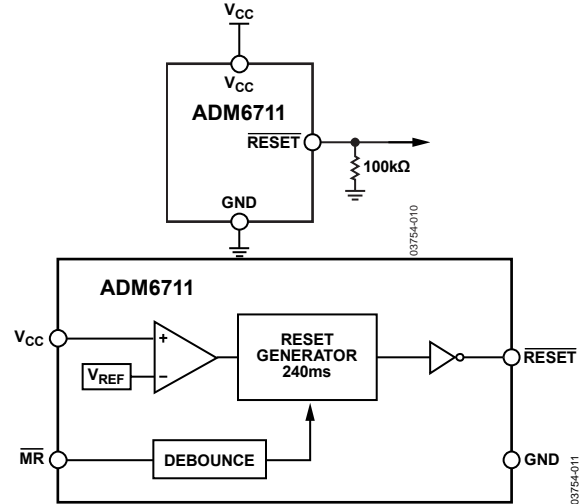 VCC
VCC
ADM6711
RESET
100kΩ
GND
03754-010
ADM6711
VCC
+
VREF
−
RESET
GENERATOR
240ms
RESET
MR
DEBOUNCE
GND
03754-011